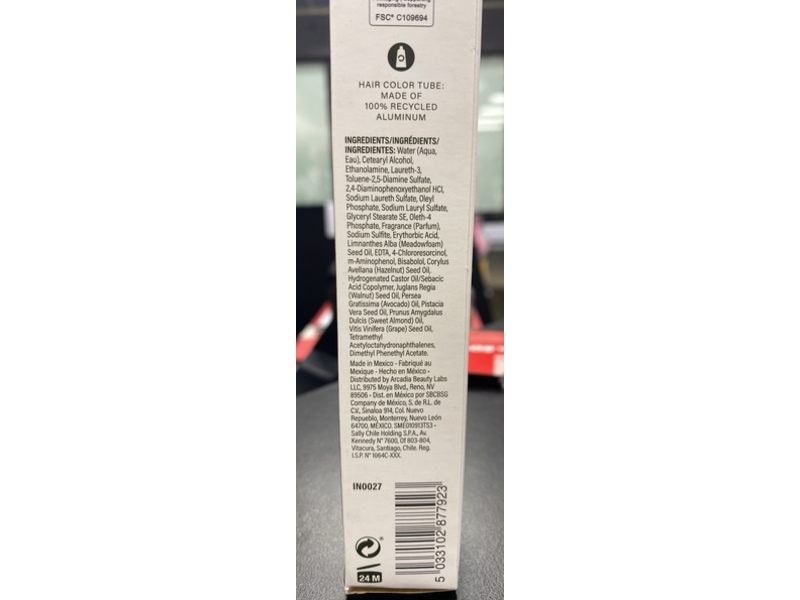 responsible forestry
FSC® C109694
HAIR COLOR TUBE:
MADE OF
100% RECYCLED
ALUMINUM
INGREDIENTS/INGRÉDIENTS/
INGREDIENTES: Water (Aqua,
Eau), Cetearyl Alcohol,
Ethanolamine, Laureth-3,
Toluene-2,5-Diamine Sulfate,
2,4-Diaminophenoxyethanol HCl,
Sodium Laureth Sulfate, Oleyl
Phosphate, Sodium Lauryl Sulfate,
Glyceryl Stearate SE, Oleth-4
Phosphate, Fragrance (Parfum),
Sodium Sulfite, Erythorbic Acid,
Limnanthes Alba (Meadowfoam)
Seed Oil, EDTA, 4-Chlororesorcinol,
m-Aminophenol, Bisabolol, Corylus
Avellana (Hazelnut) Seed Oil,
Hydrogenated Castor Oil/Sebacic
Acid Copolymer, Juglans Regia
(Walnut) Seed Oil, Persea
Gratissima (Avocado) Oil, Pistacia
Vera Seed Oil, Prunus Amygdalus
Dulcis (Sweet Almond) Oil,
Vitis Vinifera (Grape) Seed Oil,
Tetramethyl
Acetyloctahydronaphthalenes,
Dimethyl Phenethyl Acetate.
Made in Mexico - Fabriqué au
Mexique - Hecho en México •
Distributed by Arcadia Beauty Labs
LLC, 9975 Moya Blvd., Reno, NV
89506 • Dist. en México por SBCBSG
Company de México, S. de R.L. de
C.V., Sinaloa 914, Col. Nuevo
Repueblo, Monterrey, Nuevo León
64700, MÉXICO. SME010913TS3 •
Sally Chile Holding S.P.A., Av.
Kennedy N° 7600, Of 803-804,
Vitacura, Santiago, Chile. Reg.
I.S.P. N° 1064C-XXX.
IN0027
5 033102 877923
24 M